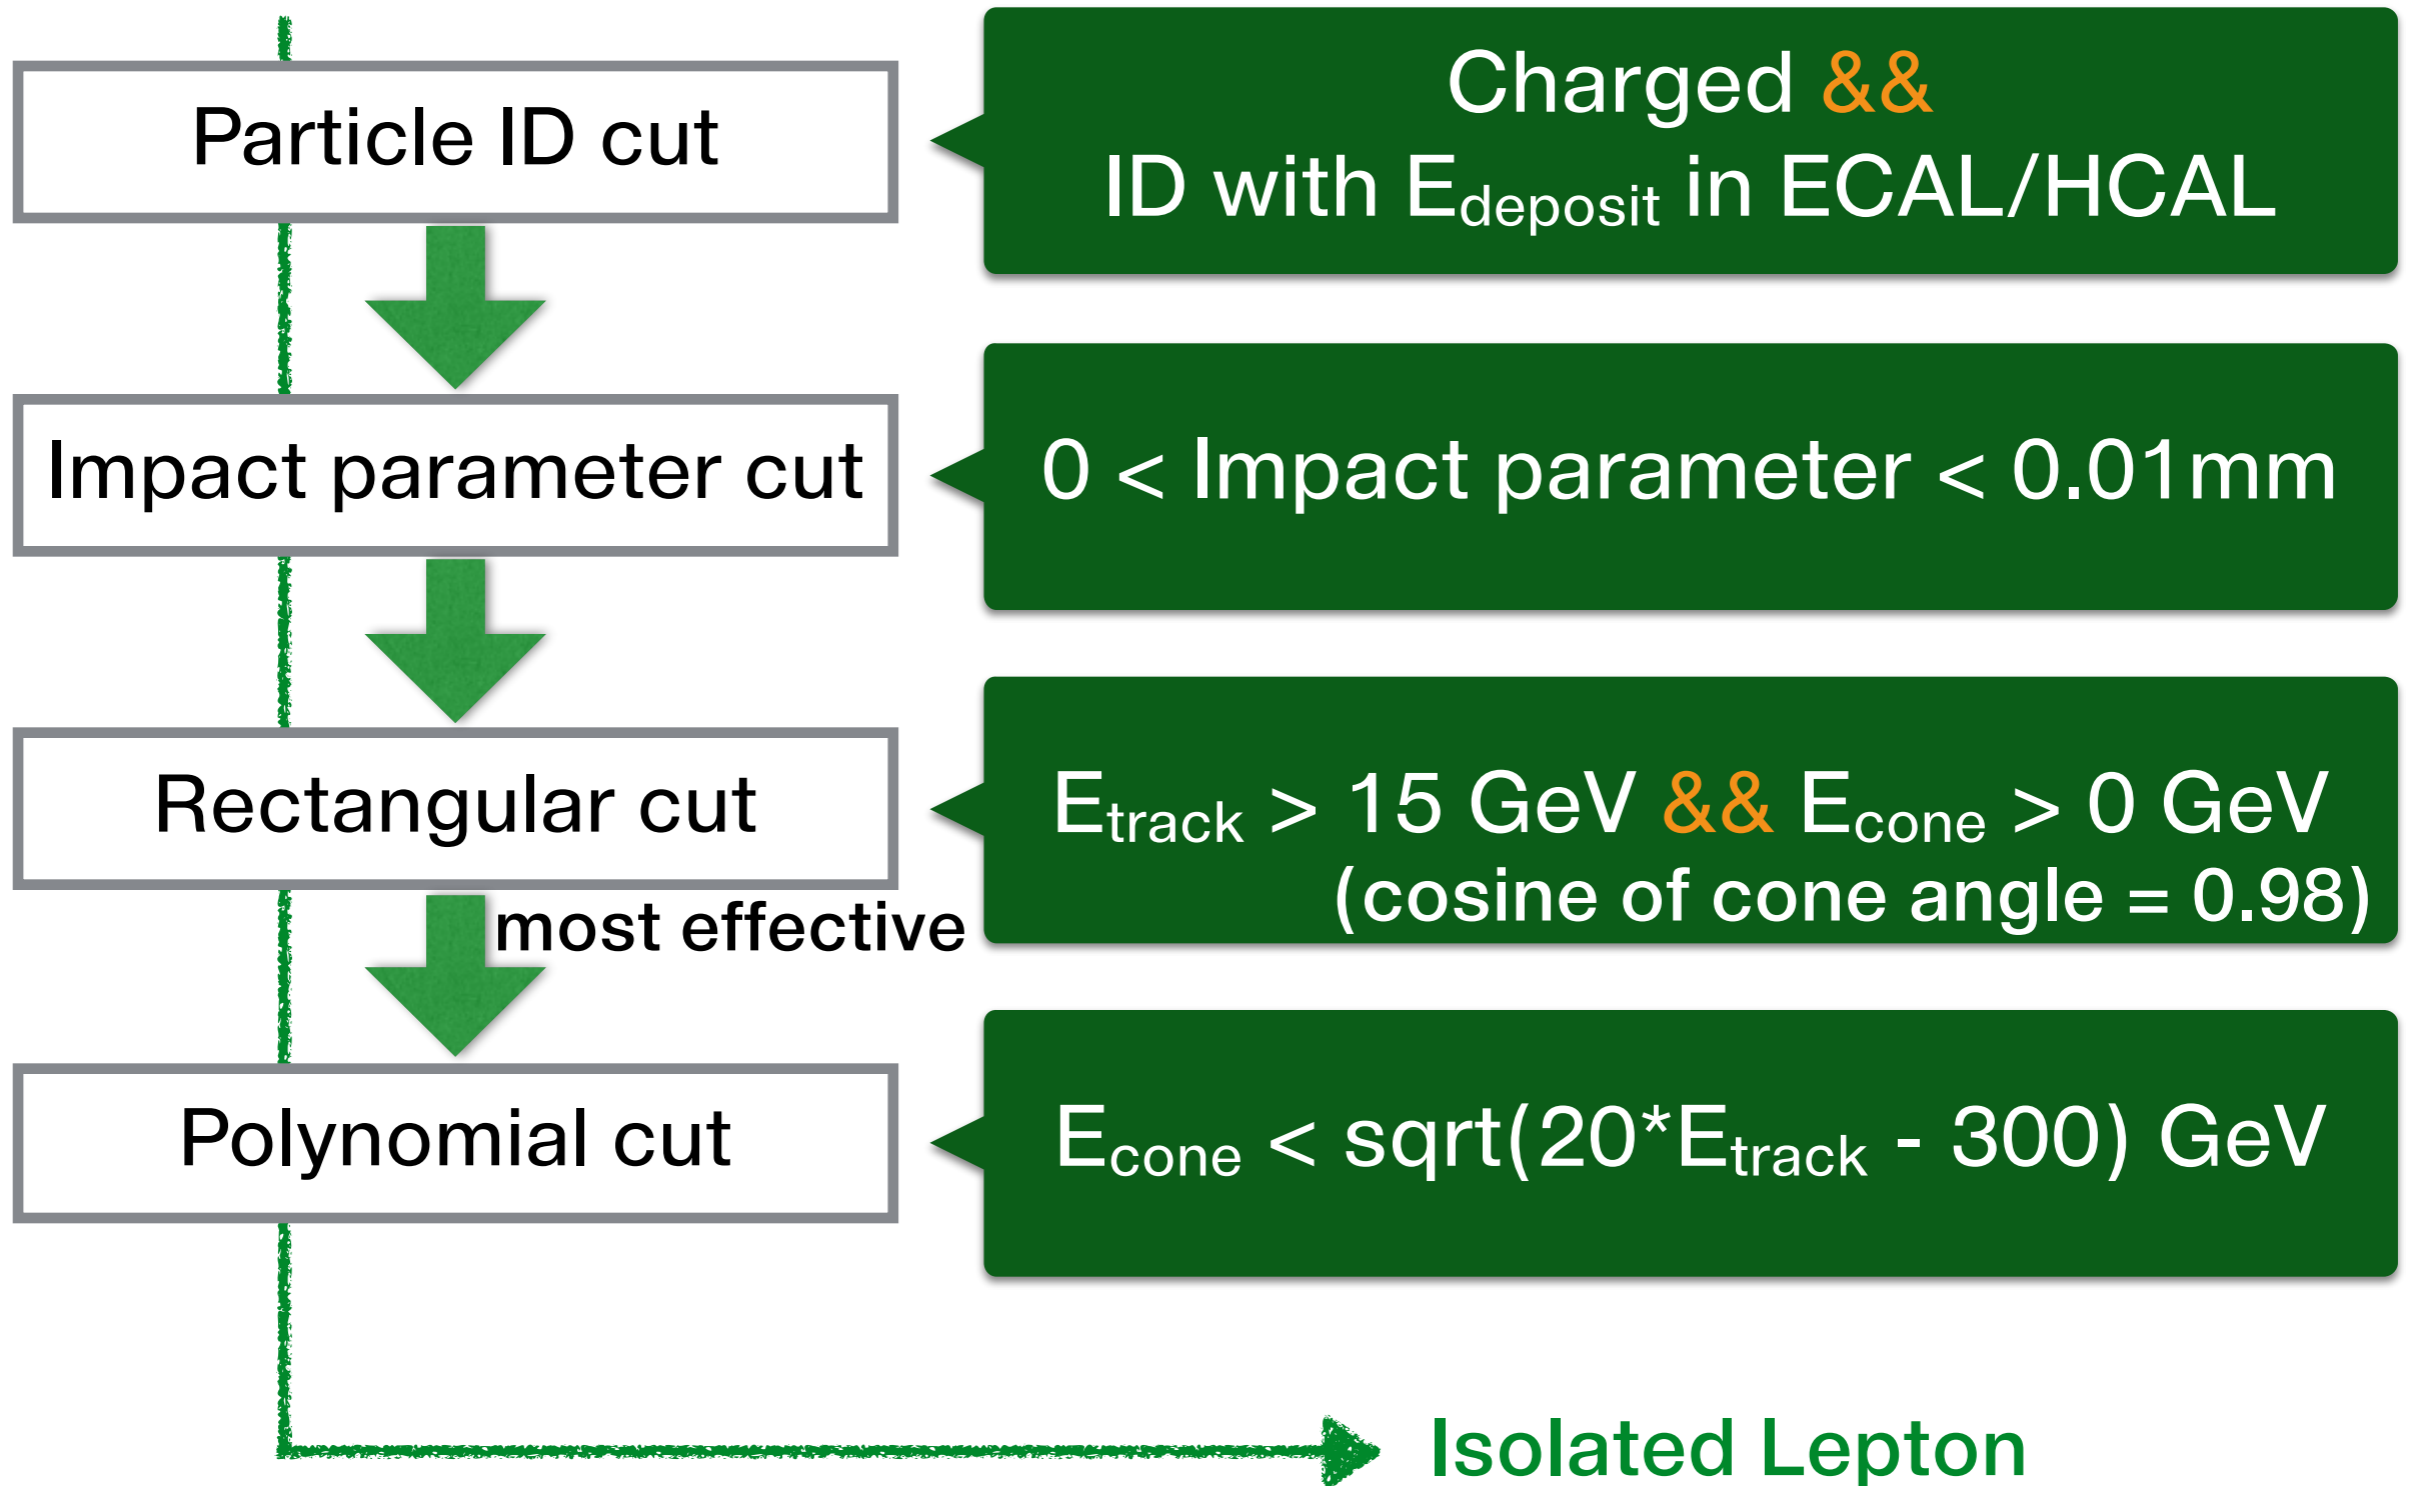 Particle ID cut
Charged &&
ID with Edeposit in ECAL/HCAL
Impact parameter cut
0 < Impact parameter < 0.01mm
Rectangular cut
Etrack > 15 GeV && Econe > 0 GeV
(cosine of cone angle = 0.98)
most effective
Polynomial cut
Econe < sqrt(20*Etrack - 300) GeV
Isolated Lepton